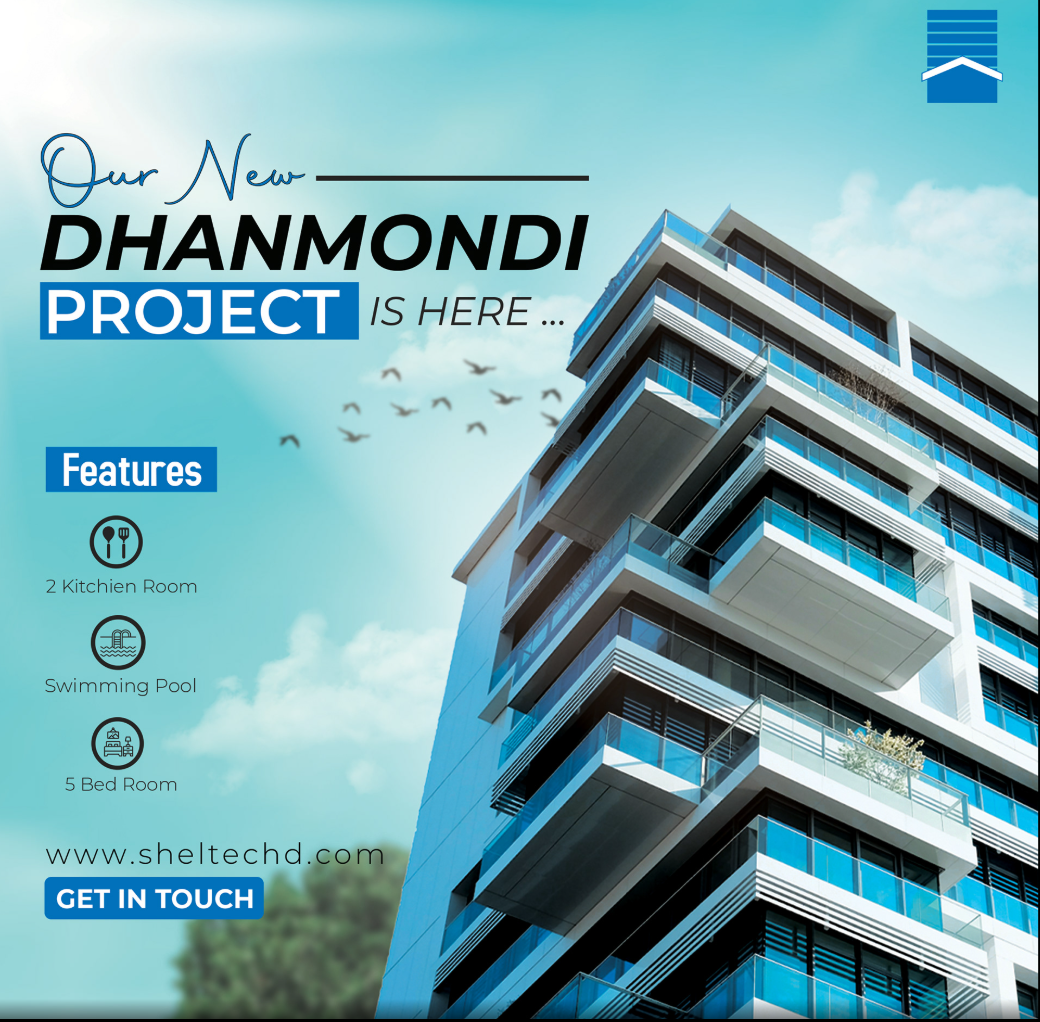 Our New
DHANMONDI
PROJECT IS HERE ...
Features
2 Kitchien Room
Swimming Pool
5 Bed Room
www.sheltechd.com
GET IN TOUCH